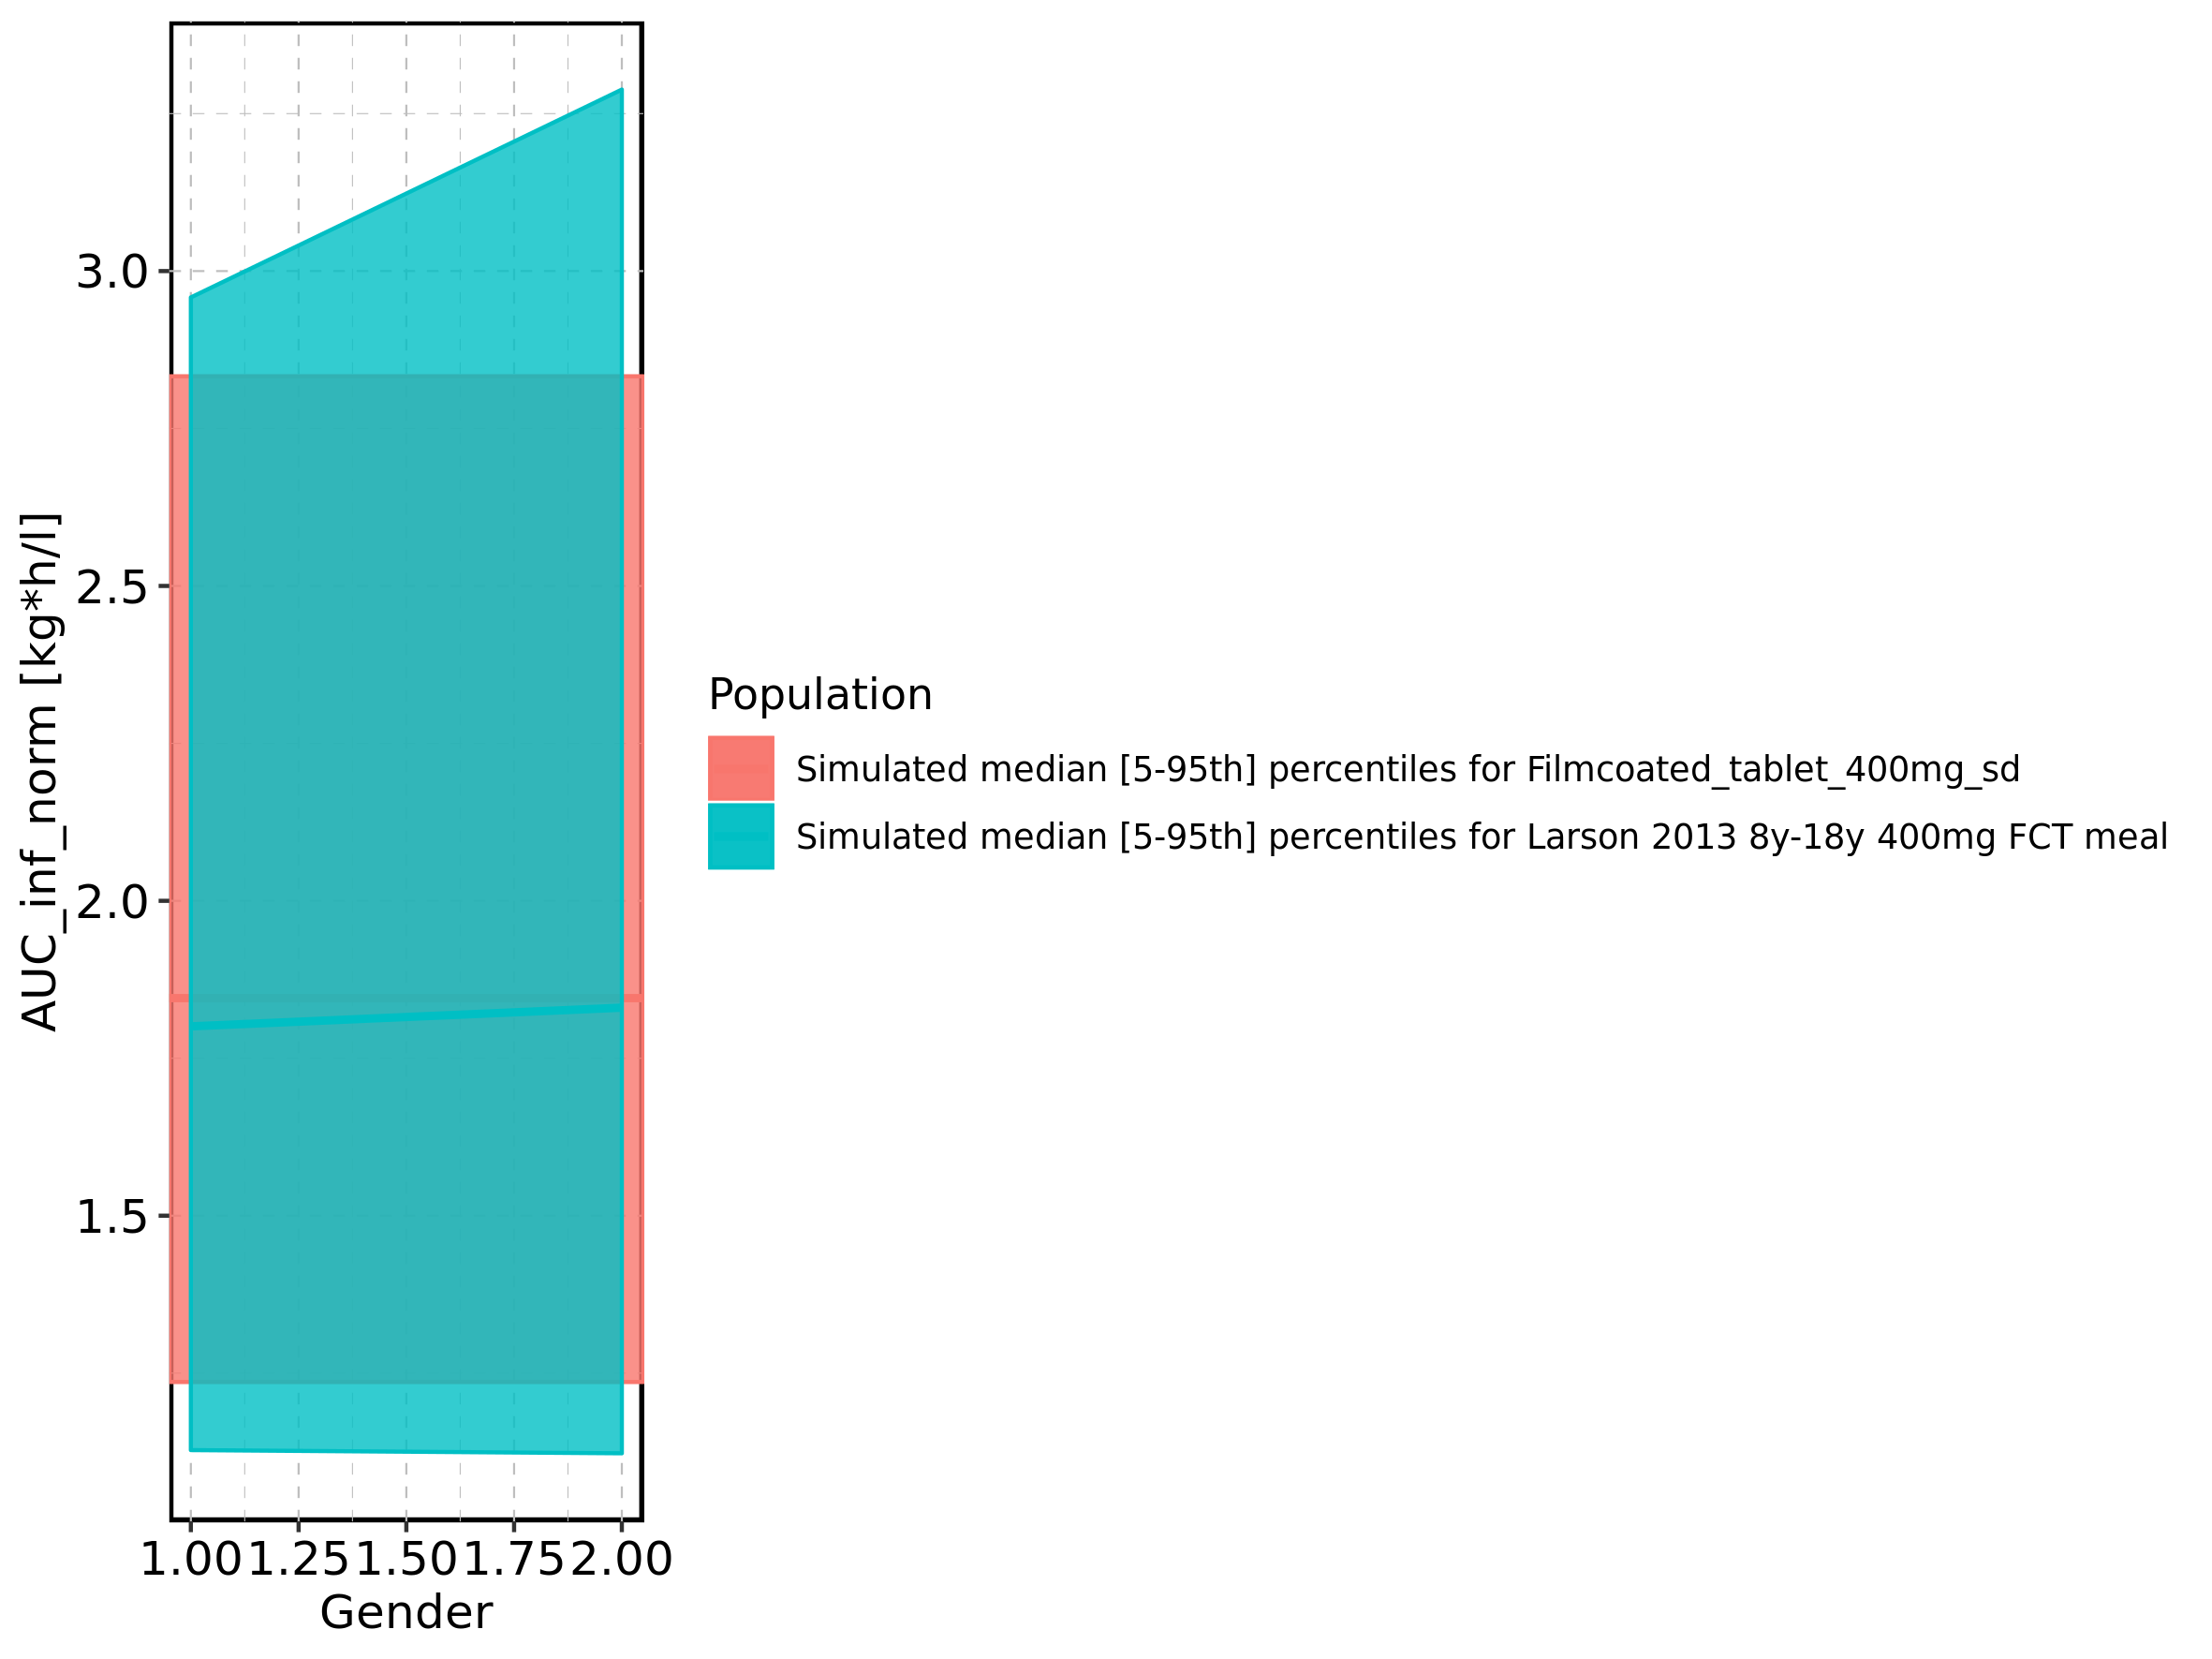 AUC_inf_norm [kg*h/l]
3.0
2.5
2.0
1.5
1.00 1.25 1.50 1.75 2.00
Gender
Population
Simulated median [5-95th] percentiles for Filmcoated_tablet_400mg_sd
Simulated median [5-95th] percentiles for Larson 2013 8y-18y 400mg FCT meal